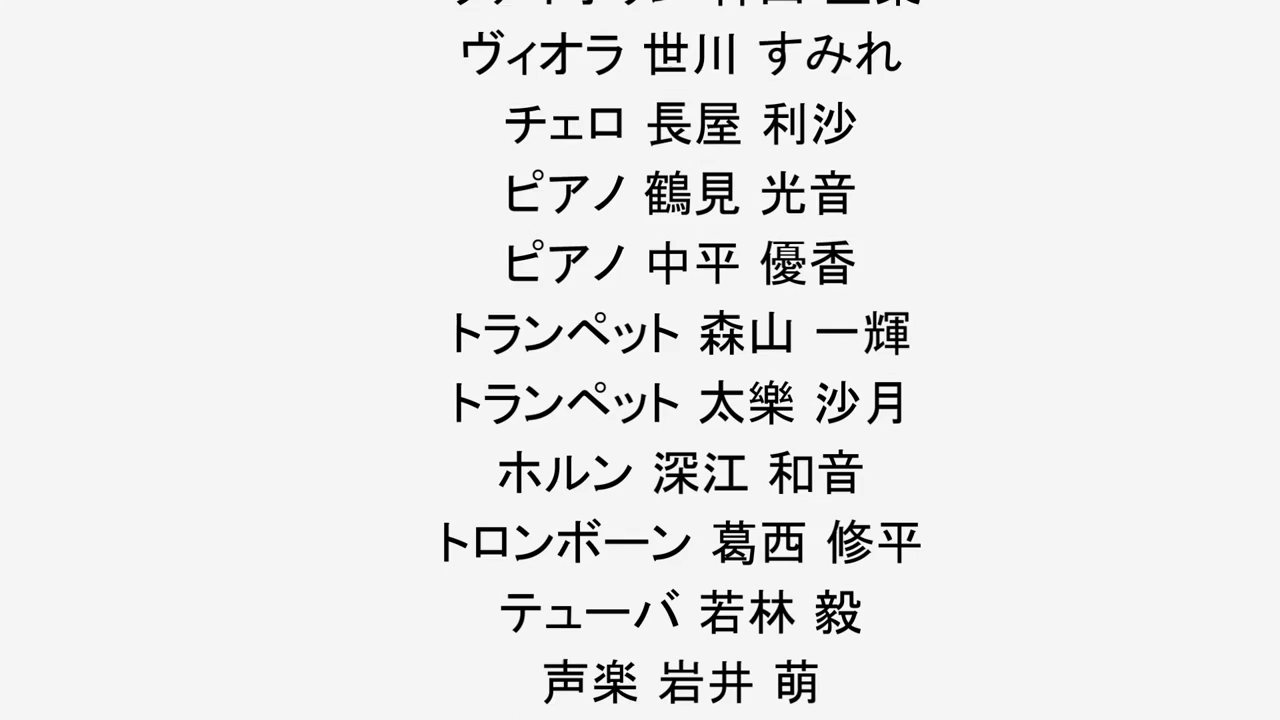 ヴィオラ 世川 すみれ
チェロ 長屋 利沙
ピアノ 鶴見 光音
ピアノ 中平 優香
トランペット 森山 一輝
トランペット 太樂 沙月
ホルン 深江 和音
トロンボーン 葛西 修平
テューバ 若林 毅
声楽 岩井 萌